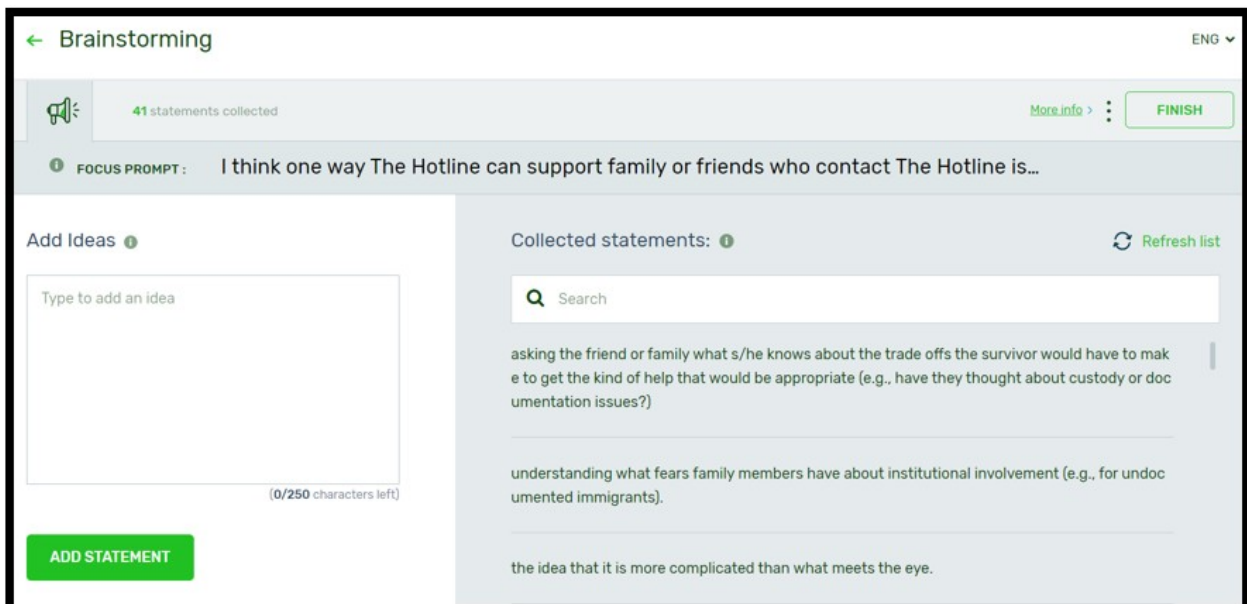 ← Brainstorming
ENG
41 statements collected
More info >
FINISH
FOCUS PROMPT : I think one way The Hotline can support family or friends who contact The Hotline is...
Add Ideas
Type to add an idea
(0/250 characters left)
ADD STATEMENT
Collected statements:
Refresh list
Search
asking the friend or family what s/he knows about the trade offs the survivor would have to mak
e to get the kind of help that would be appropriate (e.g., have they thought about custody or doc
umentation issues?)
understanding what fears family members have about institutional involvement (e.g., for undoc
umented immigrants).
the idea that it is more complicated than what meets the eye.